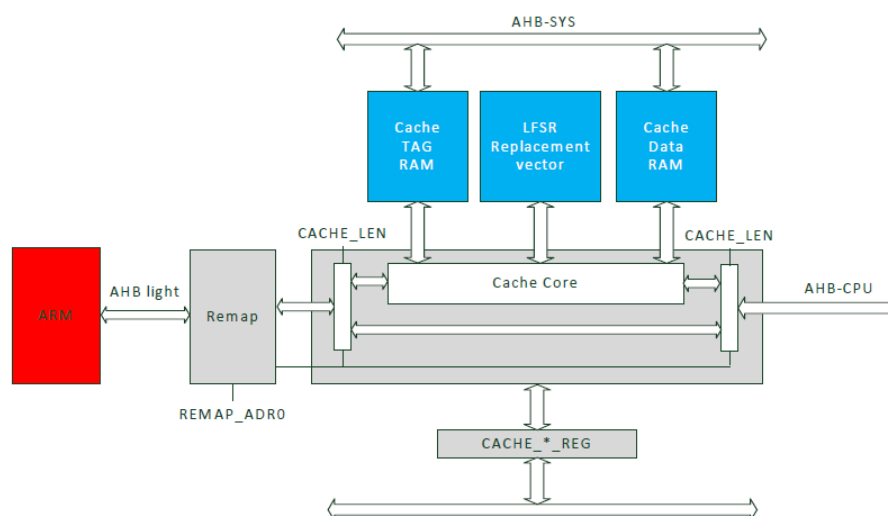 AHB-SYS
Cache
TAG
RAM
LFSR
Replacement
vector
Cache
Data
RAM
CACHE_LEN
CACHE_LEN
ARM
AHB light
Remap
Cache Core
AHB-CPU
REMAP_ADR0
CACHE_*_REG